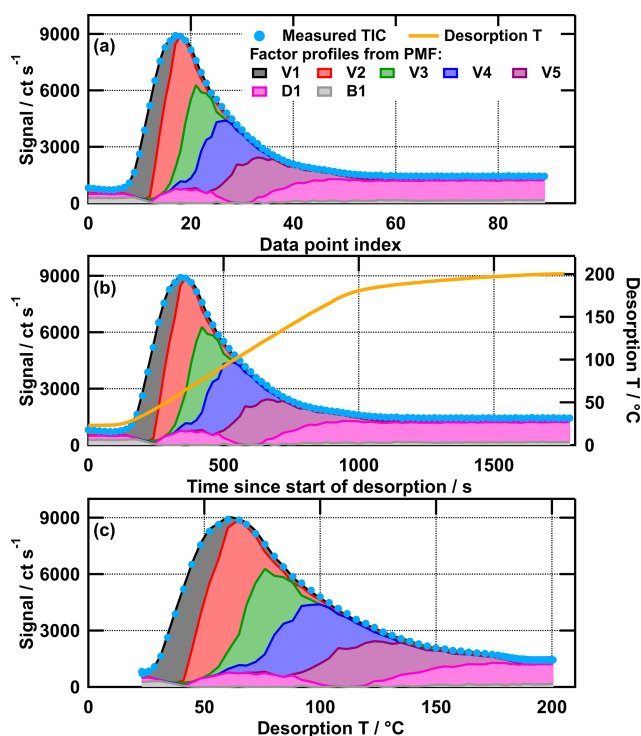 (a)
Measured TIC Desorption T
Factor profiles from PMF:
V1 V2 V3 V4 V5
D1 B1
Signal / ct s⁻¹
9000
6000
3000
0
0 20 40 60 80
Data point index
(b)
Signal / ct s⁻¹
9000
6000
3000
0
200
150
100
50
0
Desorption T / °C
0 500 1000 1500
Time since start of desorption / s
(c)
Signal / ct s⁻¹
9000
6000
3000
0
0 50 100 150 200
Desorption T / °C